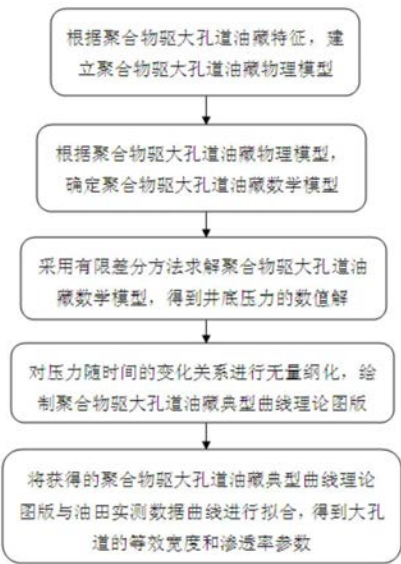 根据聚合物驱大孔道油藏特征，建
立聚合物驱大孔道油藏物理模型
根据聚合物驱大孔道油藏物理模型，
确定聚合物驱大孔道油藏数学模型
采用有限差分方法求解聚合物驱大孔道油
藏数学模型，得到井底压力的数值解
对压力随时间的变化关系进行无量纲化，绘
制聚合物驱大孔道油藏典型曲线理论图版
将获得的聚合物驱大孔道油藏典型曲线理论
图版与油田实测数据曲线进行拟合，得到大孔
道的等效宽度和渗透率参数